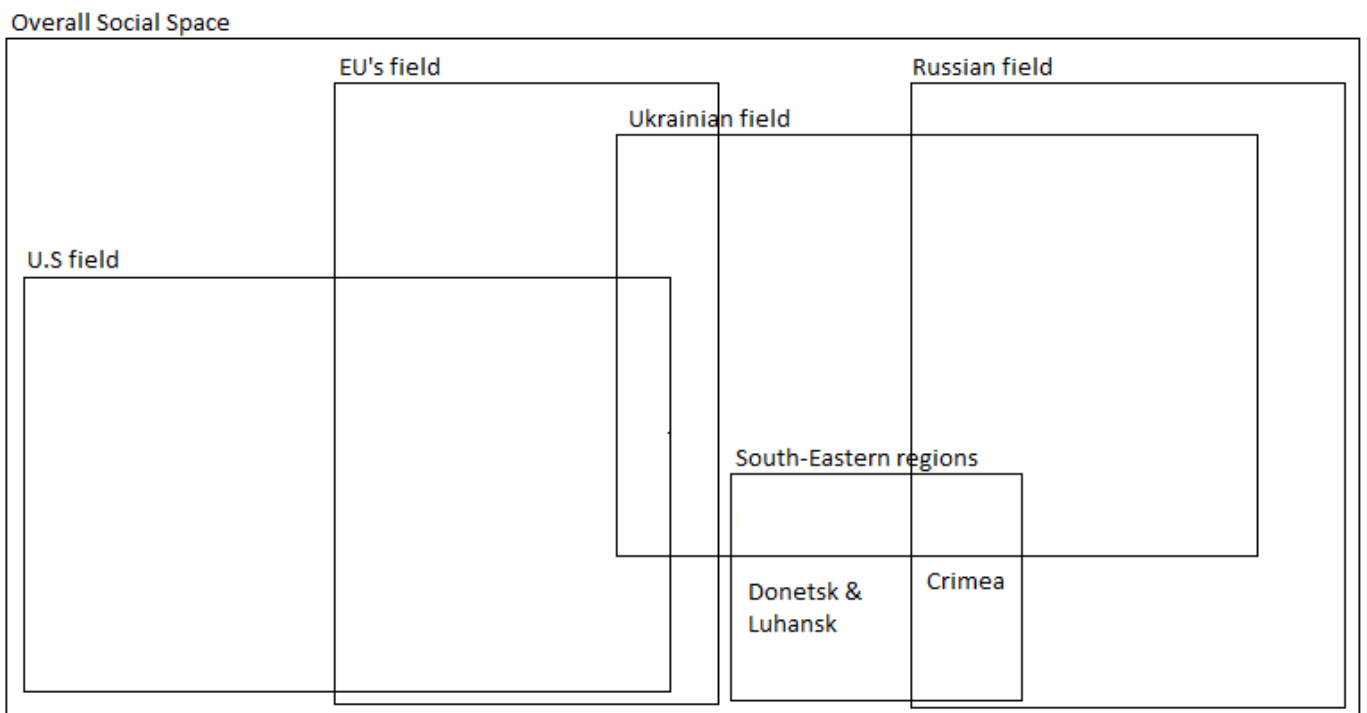 Overall Social Space
EU's field
Russian field
Ukrainian field
U.S field
South-Eastern regions
Crimea
Donetsk &
Luhansk